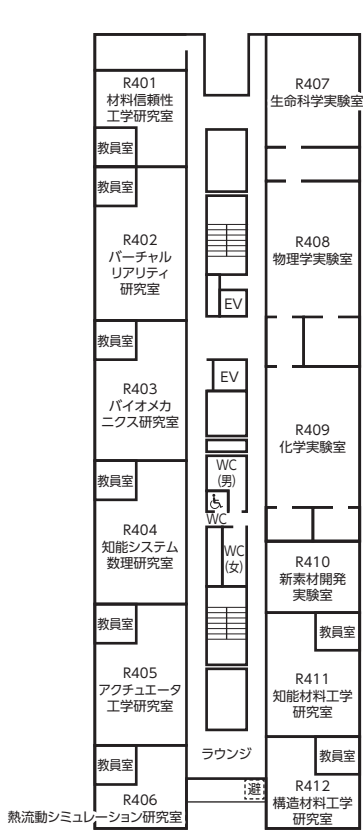 R401
材料信頼性
工学研究室
教員室
教員室
R402
バーチャル
リアリティ
研究室
教員室
R403
バイオメカ
ニクス研究室
教員室
R404
知能システム
数理研究室
教員室
R405
アクチュエータ
工学研究室
教員室
R406
熱流動シミュレーション研究室
EV
EV
WC
(男)
WC
WC
(女)
ラウンジ
避
R407
生命科学実験室
R408
物理学実験室
R409
化学実験室
R410
新素材開発
実験室
教員室
R411
知能材料工学
研究室
教員室
R412
構造材料工学
研究室